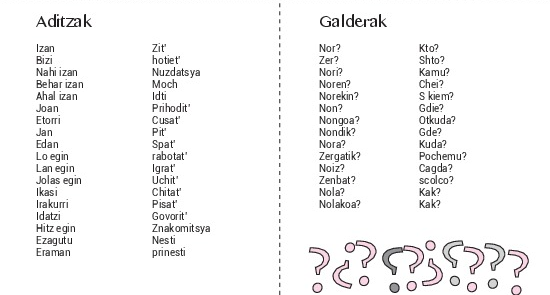 Aditzak
Izan Zit'
Bizi hotiet'
Nahi izan Nuzdatsya
Behar izan Moch
Ahal izan Idti
Joan Prihodit'
Etorri Cusat'
Jan Pit'
Edan Spat'
Lo egin rabotat'
Lan egin Igrat'
Jolas egin Uchit'
Ikasi Chitat'
Irakurri Pisat'
Idatzi Govorit'
Hitz egin Znakomitsya
Ezagutu Nesti
Eraman prinesti
Galderak
Nor? Kto?
Zer? Shto?
Nori? Kamu?
Noren? Chei?
Norekin? S kiem?
Non? Gdie?
Nongoa? Otkuda?
Nondik? Gde?
Nora? Kuda?
Zergatik? Pochemu?
Noiz? Cagda?
Zenbat? scolco?
Nola? Kak?
Nolakoa? Kak?